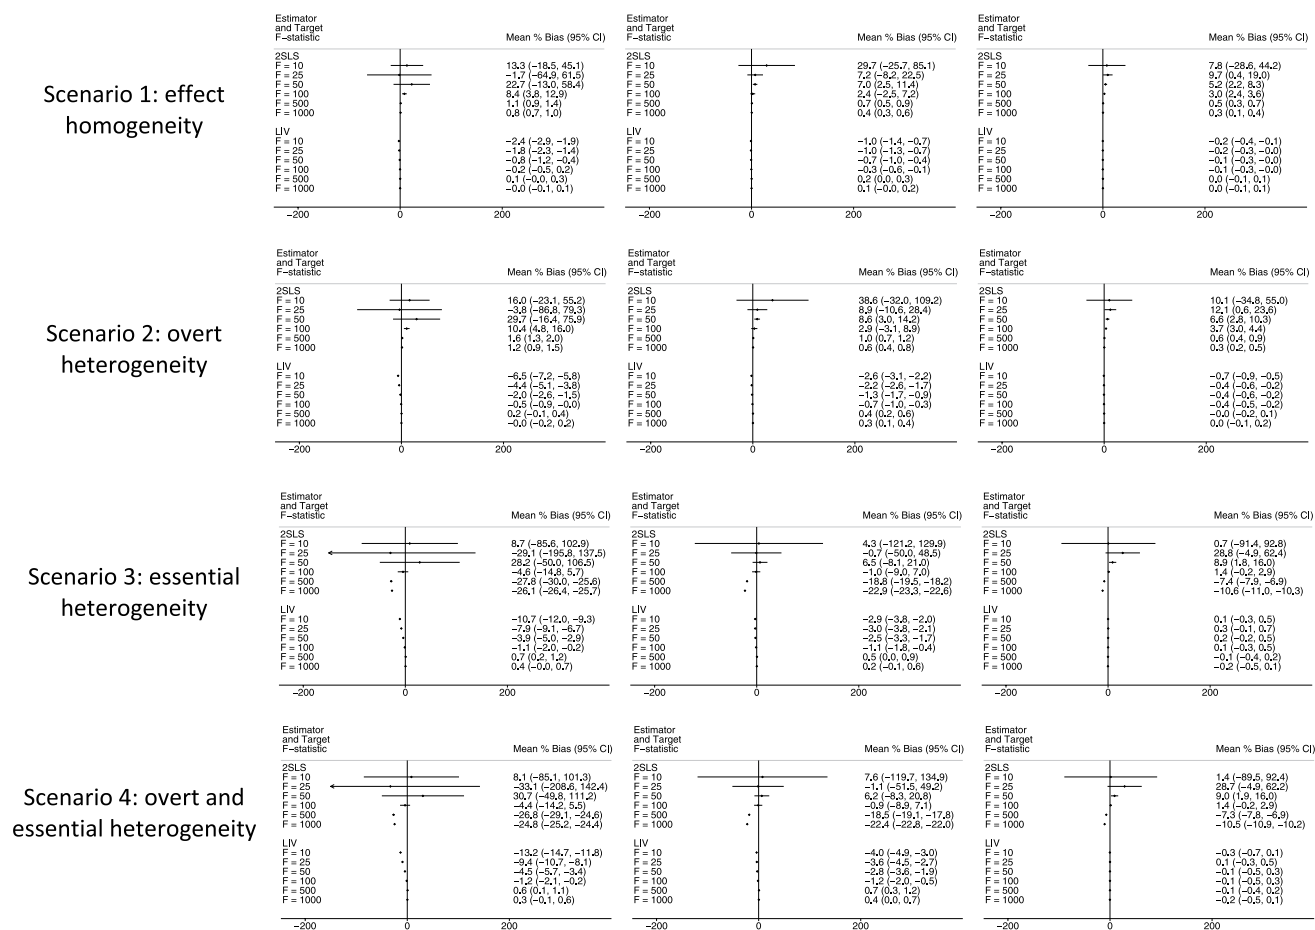 Scenario 1: effect
homogeneity
Estimator
and Target
F−statistic Mean % Bias (95% CI)
2SLS
F = 10 13.3 (−18.5, 45.1)
F = 25 −1.7 (−64.9, 61.5)
F = 50 22.7 (−13.0, 58.4)
F = 100 8.4 (3.8, 12.9)
F = 500 1.1 (0.9, 1.4)
F = 1000 0.8 (0.7, 1.0)
LIV
F = 10 −2.4 (−2.9, −1.9)
F = 25 −1.8 (−2.3, −1.4)
F = 50 −0.8 (−1.2, −0.4)
F = 100 −0.2 (−0.5, 0.2)
F = 500 0.1 (−0.0, 0.3)
F = 1000 −0.0 (−0.1, 0.1)
−200 0 200
Estimator
and Target
F−statistic Mean % Bias (95% CI)
2SLS
F = 10 29.7 (−25.7, 85.1)
F = 25 7.2 (−8.2, 22.5)
F = 50 7.0 (2.5, 11.4)
F = 100 2.4 (−2.5, 7.2)
F = 500 0.7 (0.5, 0.9)
F = 1000 0.4 (0.3, 0.6)
LIV
F = 10 −1.0 (−1.4, −0.7)
F = 25 −1.0 (−1.3, −0.7)
F = 50 −0.7 (−1.0, −0.4)
F = 100 −0.3 (−0.6, −0.1)
F = 500 0.2 (0.0, 0.3)
F = 1000 0.1 (−0.0, 0.2)
−200 0 200
Estimator
and Target
F−statistic Mean % Bias (95% CI)
2SLS
F = 10 7.8 (−28.6, 44.2)
F = 25 9.7 (0.4, 19.0)
F = 50 5.2 (2.2, 8.3)
F = 100 3.0 (2.4, 3.6)
F = 500 0.5 (0.3, 0.7)
F = 1000 0.3 (0.1, 0.4)
LIV
F = 10 −0.2 (−0.4, −0.1)
F = 25 −0.2 (−0.3, −0.0)
F = 50 −0.1 (−0.3, −0.0)
F = 100 −0.1 (−0.3, −0.0)
F = 500 0.0 (−0.1, 0.1)
F = 1000 0.0 (−0.1, 0.1)
−200 0 200
Scenario 2: overt
heterogeneity
Estimator
and Target
F−statistic Mean % Bias (95% CI)
2SLS
F = 10 16.0 (−23.1, 55.2)
F = 25 −3.8 (−86.8, 79.3)
F = 50 29.7 (−16.4, 75.9)
F = 100 10.4 (4.8, 16.0)
F = 500 1.6 (1.3, 2.0)
F = 1000 1.2 (0.9, 1.5)
LIV
F = 10 −6.5 (−7.2, −5.8)
F = 25 −4.4 (−5.1, −3.8)
F = 50 −2.0 (−2.6, −1.5)
F = 100 −0.5 (−0.9, −0.0)
F = 500 0.2 (−0.1, 0.4)
F = 1000 −0.0 (−0.2, 0.2)
−200 0 200
Estimator
and Target
F−statistic Mean % Bias (95% CI)
2SLS
F = 10 38.6 (−32.0, 109.2)
F = 25 8.9 (−10.6, 28.4)
F = 50 8.6 (3.0, 14.2)
F = 100 2.9 (−3.1, 8.9)
F = 500 1.0 (0.7, 1.2)
F = 1000 0.6 (0.4, 0.8)
LIV
F = 10 −2.6 (−3.1, −2.2)
F = 25 −2.2 (−2.6, −1.7)
F = 50 −1.3 (−1.7, −0.9)
F = 100 −0.7 (−1.0, −0.3)
F = 500 0.4 (0.2, 0.6)
F = 1000 0.3 (0.1, 0.4)
−200 0 200
Estimator
and Target
F−statistic Mean % Bias (95% CI)
2SLS
F = 10 10.1 (−34.8, 55.0)
F = 25 12.1 (0.6, 23.6)
F = 50 6.6 (2.8, 10.3)
F = 100 3.7 (3.0, 4.4)
F = 500 0.6 (0.4, 0.9)
F = 1000 0.3 (0.2, 0.5)
LIV
F = 10 −0.7 (−0.9, −0.5)
F = 25 −0.4 (−0.6, −0.2)
F = 50 −0.4 (−0.6, −0.2)
F = 100 −0.4 (−0.5, −0.2)
F = 500 −0.0 (−0.2, 0.1)
F = 1000 0.0 (−0.1, 0.2)
−200 0 200
Scenario 3: essential
heterogeneity
Estimator
and Target
F−statistic Mean % Bias (95% CI)
2SLS
F = 10 8.7 (−85.6, 102.9)
F = 25 −29.1 (−195.8, 137.5)
F = 50 28.2 (−50.0, 106.5)
F = 100 −4.6 (−14.8, 5.7)
F = 500 −27.8 (−30.0, −25.6)
F = 1000 −26.1 (−26.4, −25.7)
LIV
F = 10 −10.7 (−12.0, −9.3)
F = 25 −7.9 (−9.1, −6.7)
F = 50 −3.9 (−5.0, −2.9)
F = 100 −1.1 (−2.0, −0.2)
F = 500 0.7 (0.2, 1.2)
F = 1000 0.4 (−0.0, 0.7)
−200 0 200
Estimator
and Target
F−statistic Mean % Bias (95% CI)
2SLS
F = 10 4.3 (−121.2, 129.9)
F = 25 −0.7 (−50.0, 48.5)
F = 50 6.5 (−8.1, 21.0)
F = 100 −1.0 (−9.0, 7.0)
F = 500 −18.8 (−19.5, −18.2)
F = 1000 −22.9 (−23.3, −22.6)
LIV
F = 10 −2.9 (−3.8, −2.0)
F = 25 −3.0 (−3.8, −2.1)
F = 50 −2.5 (−3.3, −1.7)
F = 100 −1.1 (−1.8, −0.4)
F = 500 0.5 (0.0, 0.9)
F = 1000 0.2 (−0.1, 0.6)
−200 0 200
Estimator
and Target
F−statistic Mean % Bias (95% CI)
2SLS
F = 10 0.7 (−91.4, 92.8)
F = 25 28.8 (−4.9, 62.4)
F = 50 8.9 (1.8, 16.0)
F = 100 1.4 (−0.2, 2.9)
F = 500 −7.4 (−7.9, −6.9)
F = 1000 −10.6 (−11.0, −10.3)
LIV
F = 10 0.1 (−0.3, 0.5)
F = 25 0.3 (−0.1, 0.7)
F = 50 0.2 (−0.2, 0.5)
F = 100 0.1 (−0.3, 0.5)
F = 500 −0.1 (−0.4, 0.2)
F = 1000 −0.2 (−0.5, 0.1)
−200 0 200
Scenario 4: overt and
essential heterogeneity
Estimator
and Target
F−statistic Mean % Bias (95% CI)
2SLS
F = 10 8.1 (−85.1, 101.3)
F = 25 −33.1 (−208.6, 142.4)
F = 50 30.7 (−49.8, 111.2)
F = 100 −4.4 (−14.2, 5.5)
F = 500 −26.8 (−29.1, −24.6)
F = 1000 −24.8 (−25.2, −24.4)
LIV
F = 10 −13.2 (−14.7, −11.8)
F = 25 −9.4 (−10.7, −8.1)
F = 50 −4.5 (−5.7, −3.4)
F = 100 −1.2 (−2.1, −0.2)
F = 500 0.6 (0.1, 1.1)
F = 1000 0.3 (−0.1, 0.6)
−200 0 200
Estimator
and Target
F−statistic Mean % Bias (95% CI)
2SLS
F = 10 7.6 (−119.7, 134.9)
F = 25 −1.1 (−51.5, 49.2)
F = 50 6.2 (−8.3, 20.8)
F = 100 −0.9 (−8.9, 7.1)
F = 500 −18.5 (−19.1, −17.8)
F = 1000 −22.4 (−22.8, −22.0)
LIV
F = 10 −4.0 (−4.9, −3.0)
F = 25 −3.6 (−4.5, −2.7)
F = 50 −2.8 (−3.6, −1.9)
F = 100 −1.2 (−2.0, −0.5)
F = 500 0.7 (0.3, 1.2)
F = 1000 0.4 (0.0, 0.7)
−200 0 200
Estimator
and Target
F−statistic Mean % Bias (95% CI)
2SLS
F = 10 1.4 (−89.5, 92.4)
F = 25 28.7 (−4.9, 62.2)
F = 50 9.0 (1.9, 16.0)
F = 100 1.4 (−0.2, 2.9)
F = 500 −7.3 (−7.8, −6.9)
F = 1000 −10.5 (−10.9, −10.2)
LIV
F = 10 −0.3 (−0.7, 0.1)
F = 25 0.1 (−0.3, 0.5)
F = 50 −0.1 (−0.5, 0.3)
F = 100 −0.1 (−0.5, 0.3)
F = 500 −0.1 (−0.4, 0.2)
F = 1000 −0.2 (−0.5, 0.1)
−200 0 200